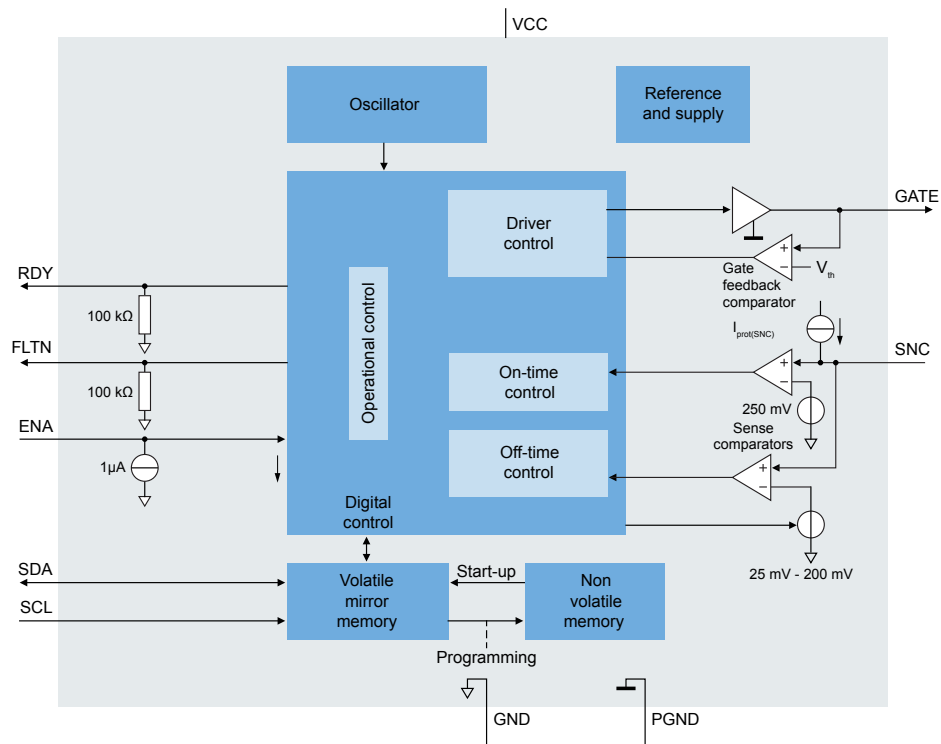 VCC
Oscillator
Reference
and supply
Driver
control
GATE
+
−
V_th
Gate
feedback
comparator
RDY
100 kΩ
Operational control
I_prot(SNC)
FLTN
SNC
100 kΩ
On-time
control
+
−
250 mV
ENA
Sense
comparators
1µA
Off-time
control
+
−
Digital
control
25 mV - 200 mV
SDA
Volatile
mirror
memory
Start-up
Non
volatile
memory
SCL
Programming
GND
PGND